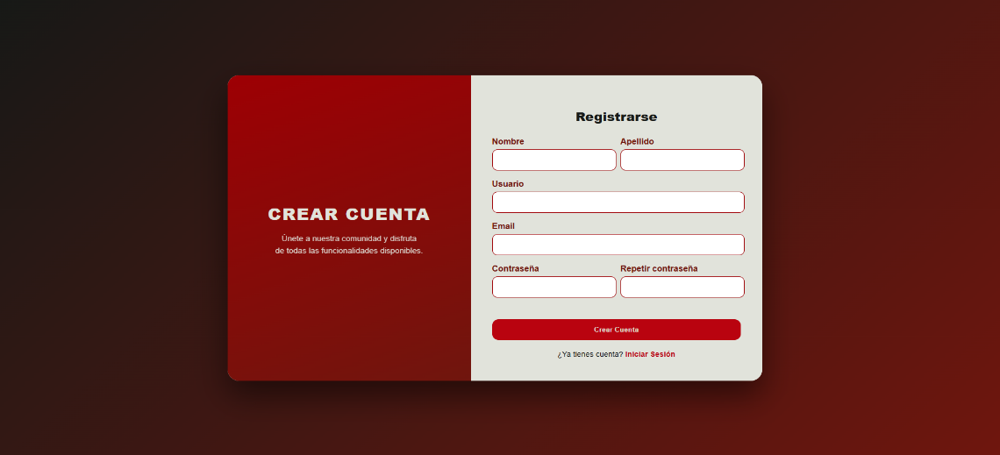 CREAR CUENTA
Únete a nuestra comunidad y disfruta
de todas las funcionalidades disponibles.
Registrarse
Nombre
Apellido
Usuario
Email
Contraseña
Repetir contraseña
Crear Cuenta
¿Ya tienes cuenta? Iniciar Sesión